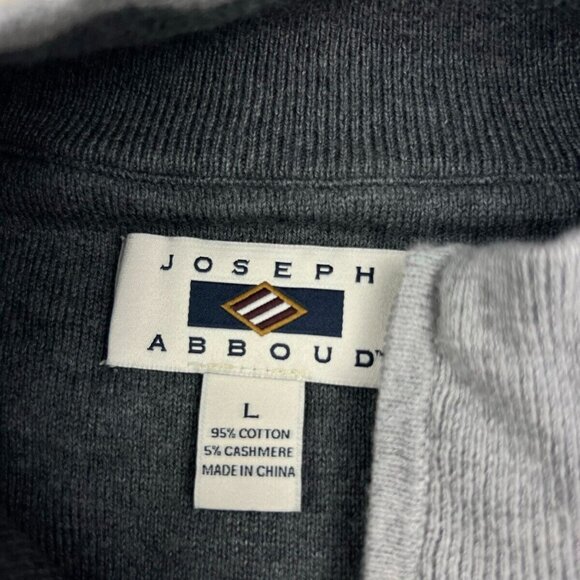 JOSEPH
ABBOUD™
L
95% COTTON
5% CASHMERE
MADE IN CHINA